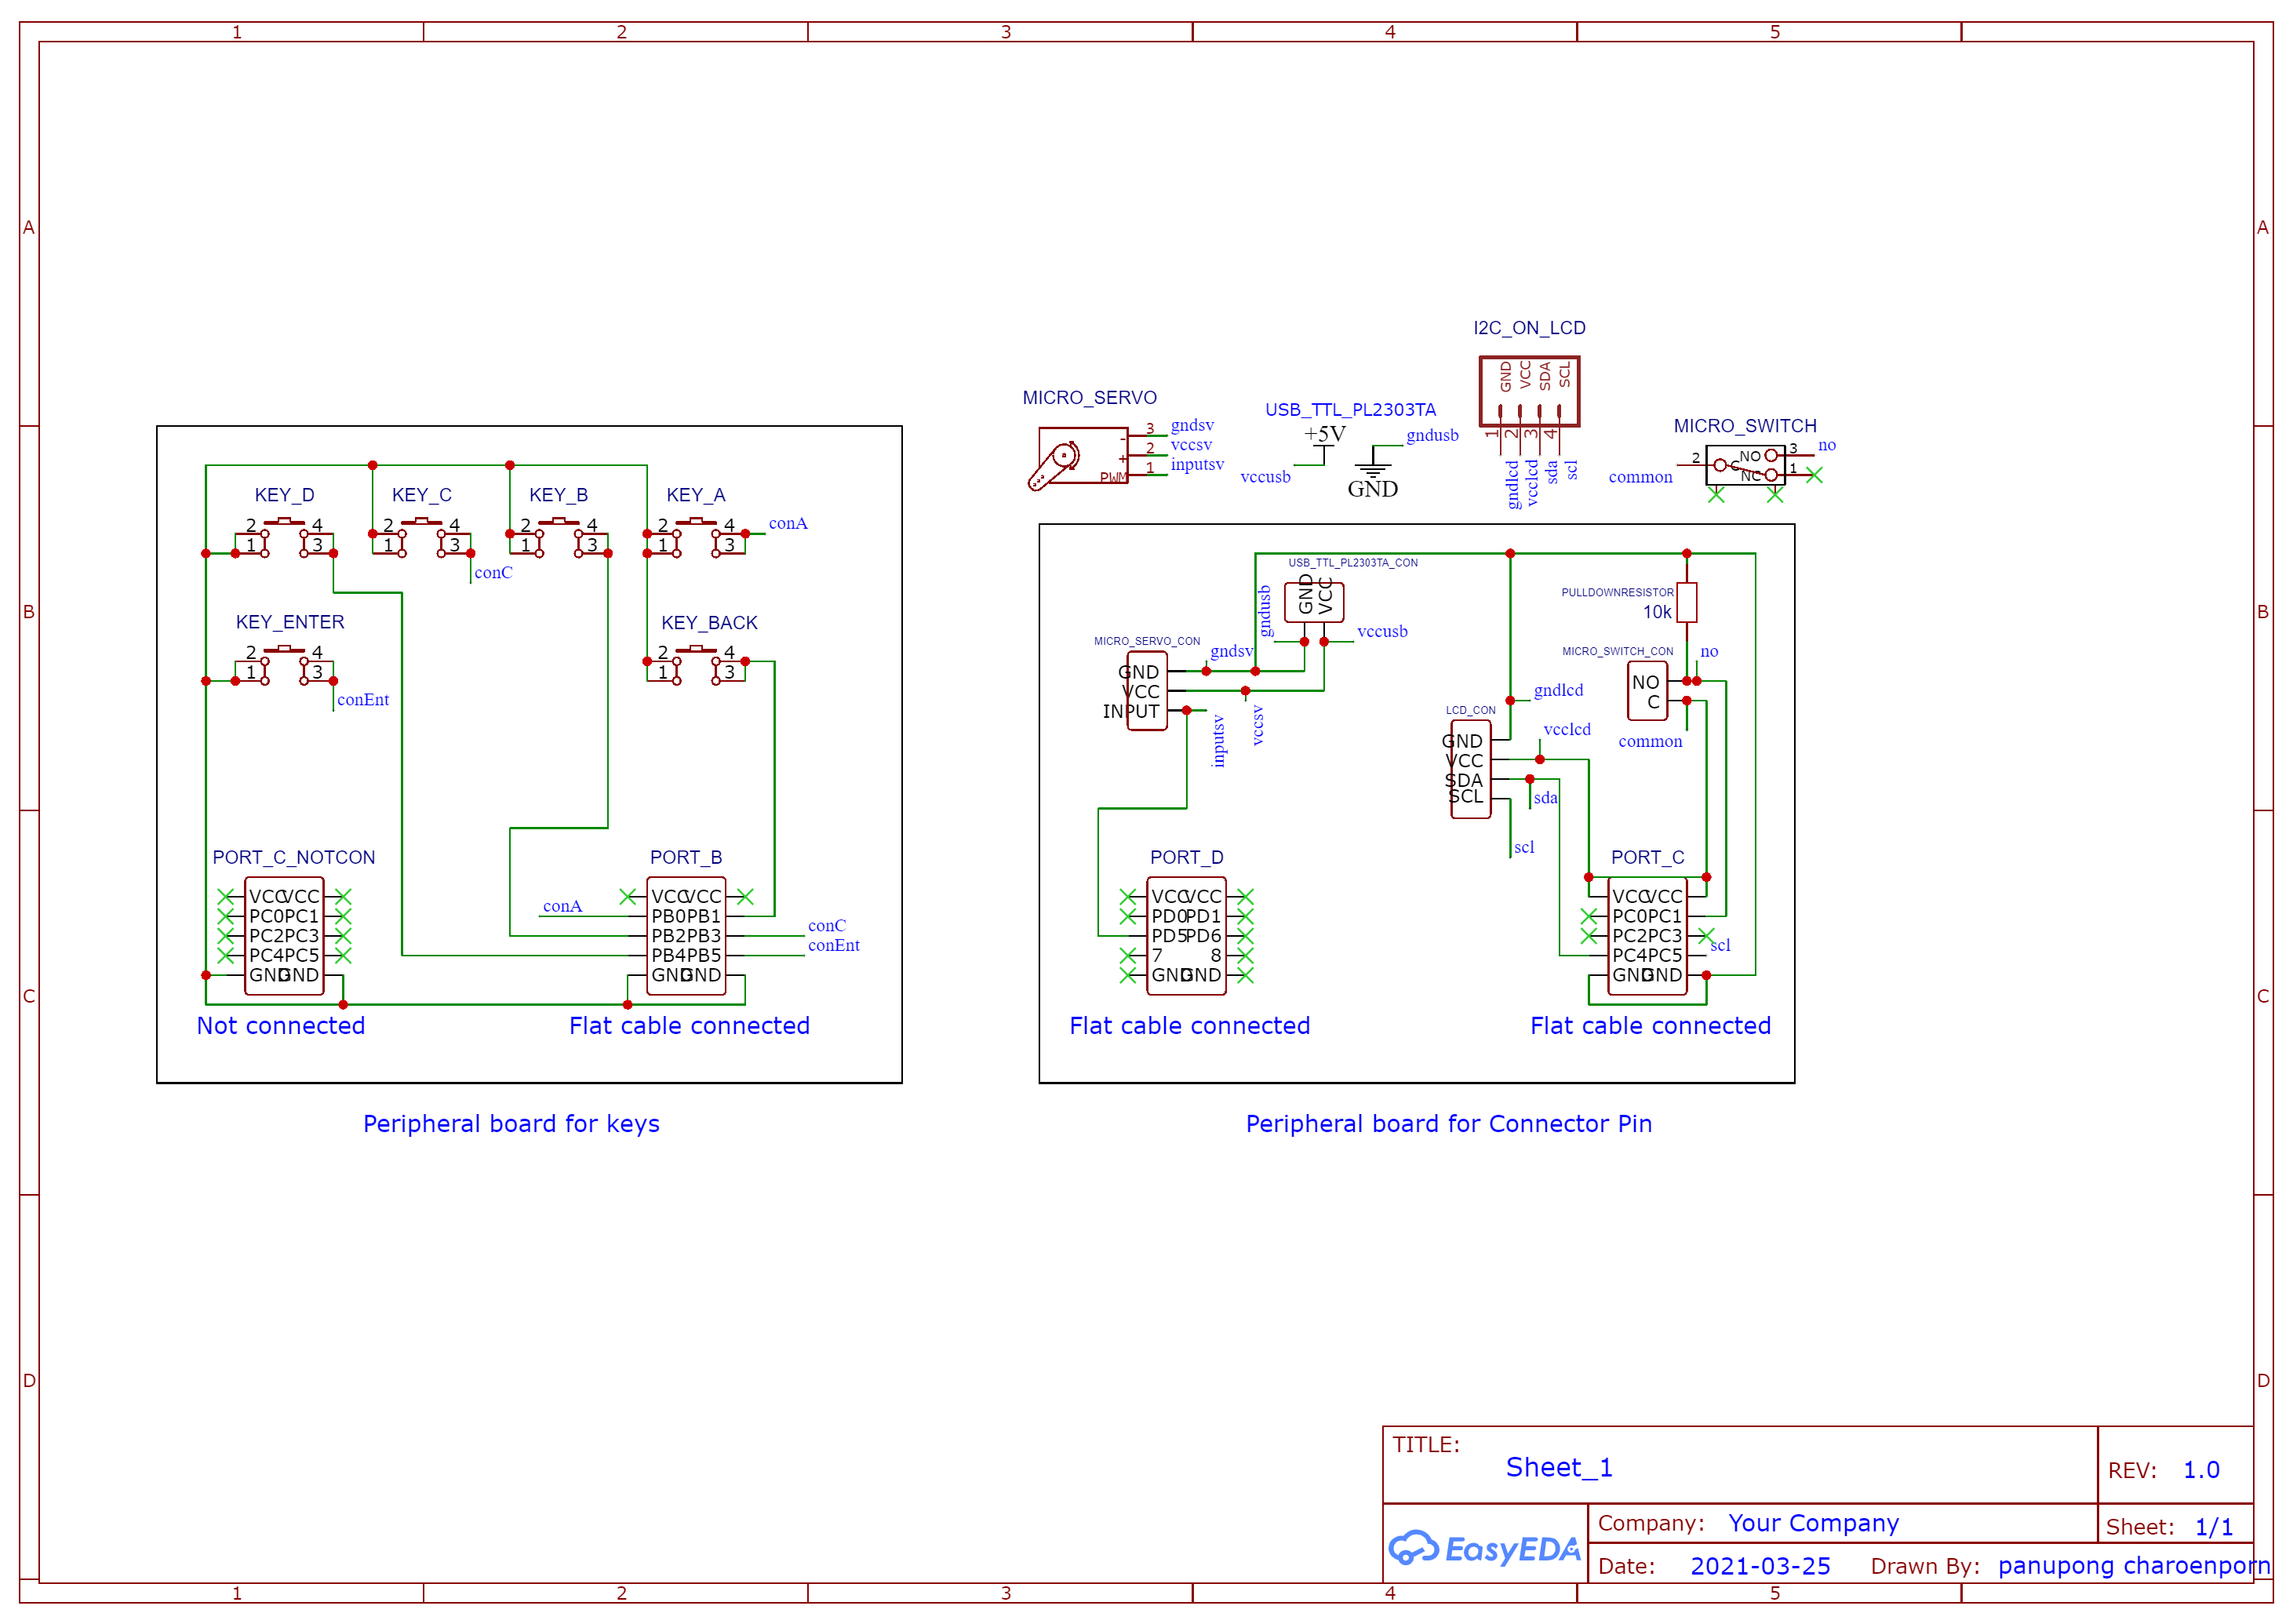 1 2 3 4 5
A A
B B
C C
D D
1 2 3 4 5
KEY_D
2 4
1 3
KEY_C
2 4
1 3
conC
KEY_B
2 4
1 3
KEY_A
2 4
1 3
conA
KEY_ENTER
2 4
1 3
conEnt
KEY_BACK
2 4
1 3
PORT_C_NOTCON
VCC VCC
PC0 PC1
PC2 PC3
PC4 PC5
GND GND
Not connected
PORT_B
VCC VCC
conA PB0 PB1
PB2 PB3 conC
PB4 PB5 conEnt
GND GND
Flat cable connected
Peripheral board for keys
MICRO_SERVO
- 3 gndsv
+ 2 vccsv
PWM 1 inputsv
USB_TTL_PL2303TA
+5V
vccusb
gndusb
GND
I2C_ON_LCD
GND VCC SDA SCL
1 2 3 4
gndlcd vcclcd sda scl
MICRO_SWITCH
common 2 C
NO 3 no
NC 1
USB_TTL_PL2303TA_CON
GND VCC
gndusb
vccusb
MICRO_SERVO_CON
GND
VCC
INPUT
gndsv
vccsv
inputsv
PULLDOWNRESISTOR
10k
MICRO_SWITCH_CON
NO
C
no
common
LCD_CON
GND
VCC
SDA
SCL
gndlcd
vcclcd
sda
scl
PORT_D
VCC VCC
PD0 PD1
PD5 PD6
7 8
GND GND
Flat cable connected
PORT_C
VCC VCC
PC0 PC1
PC2 PC3
PC4 PC5 scl
GND GND
Flat cable connected
Peripheral board for Connector Pin
TITLE:
Sheet_1
REV: 1.0
EasyEDA
Company: Your Company
Sheet: 1/1
Date: 2021-03-25
Drawn By: panupong charoenporn